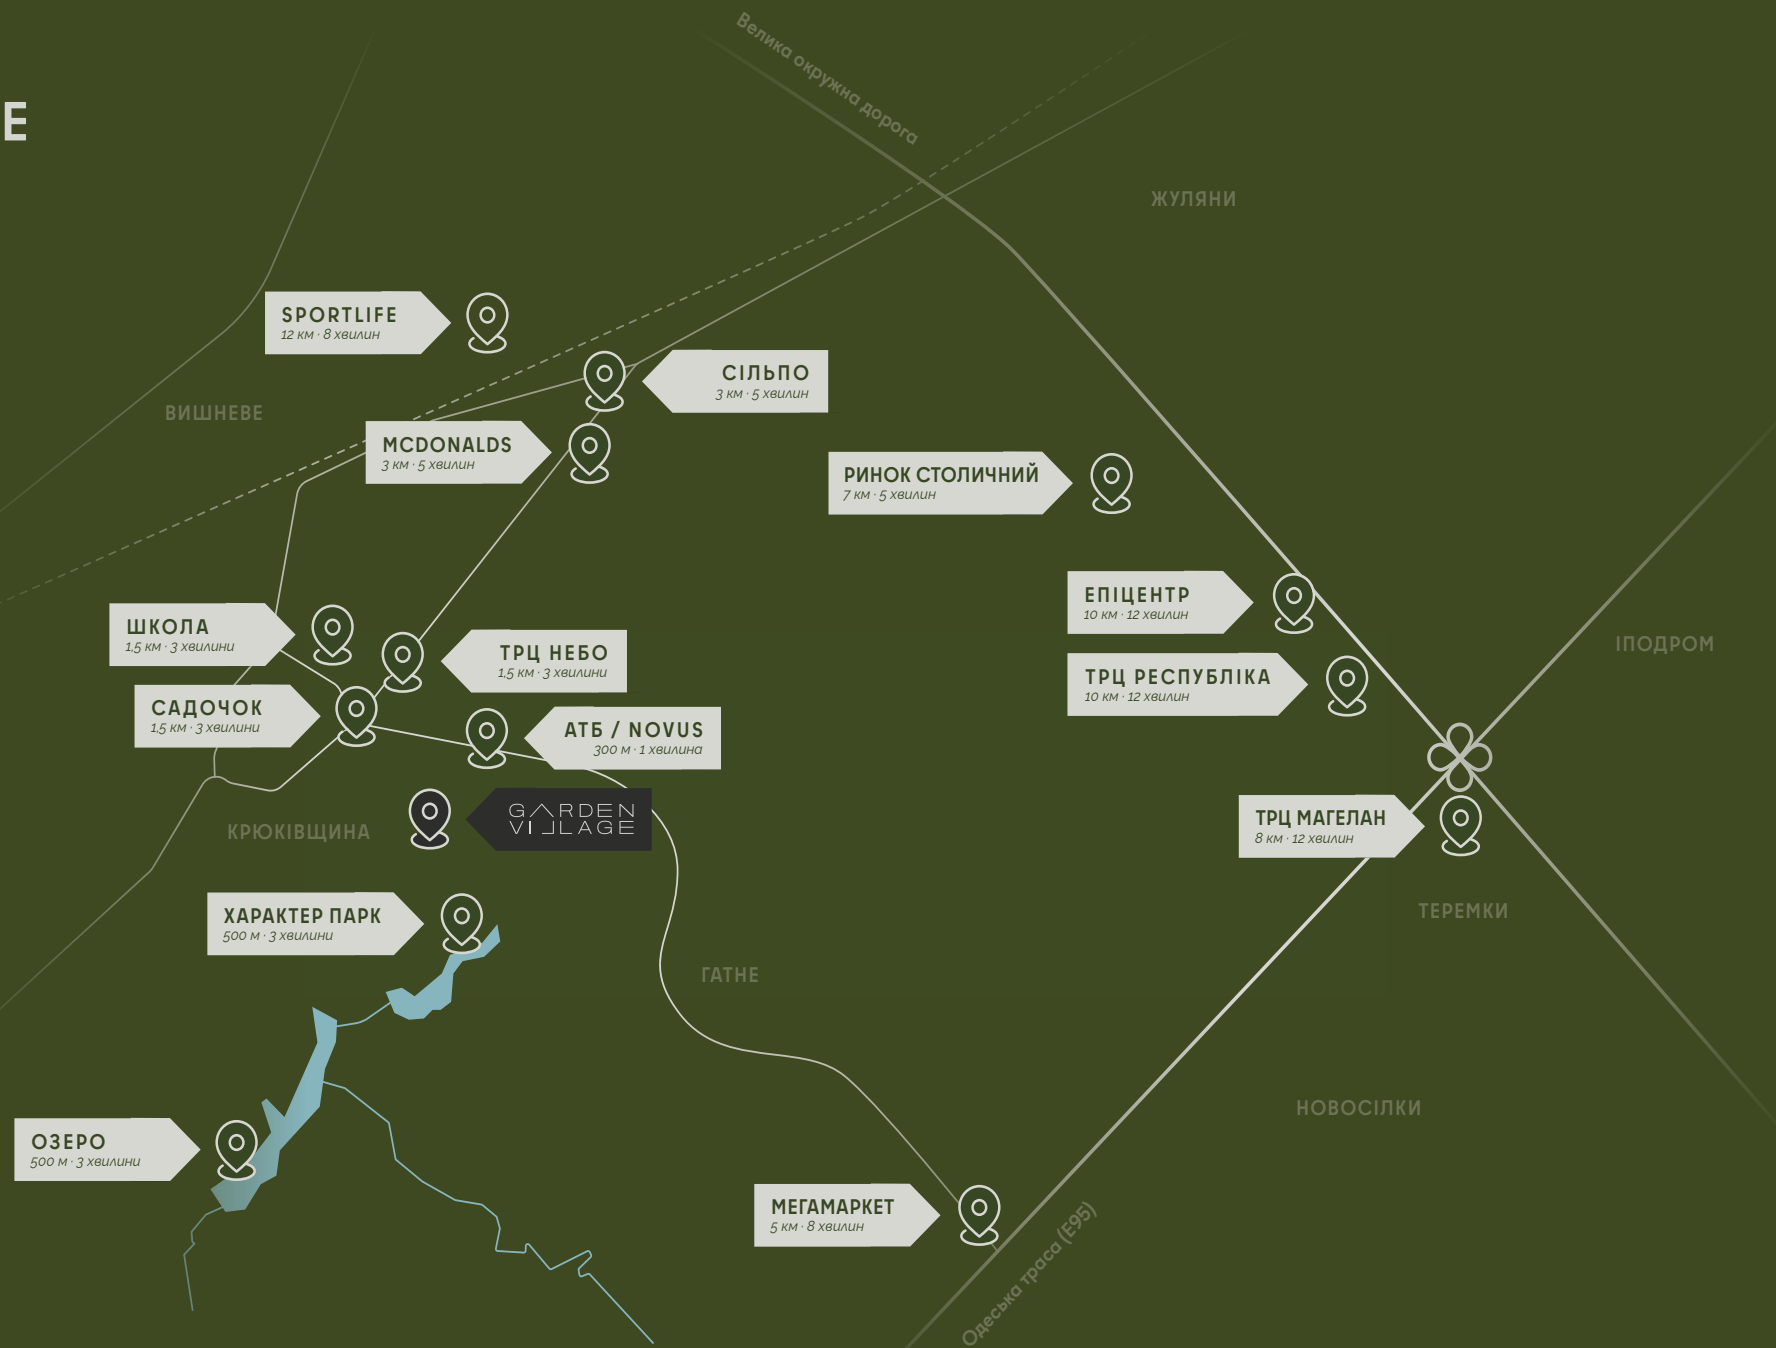 Велика окружна дорога
E
ЖУЛЯНИ
SPORTLIFE
12 км · 8 хвилин
СІЛЬПО
3 км · 5 хвилин
ВИШНЕВЕ
MCDONALDS
3 км · 5 хвилин
РИНОК СТОЛИЧНИЙ
7 км · 5 хвилин
ЕПІЦЕНТР
10 км · 12 хвилин
ШКОЛА
1,5 км · 3 хвилини
ТРЦ НЕБО
1,5 км · 3 хвилини
ІПОДРОМ
ТРЦ РЕСПУБЛІКА
10 км · 12 хвилин
САДОЧОК
1,5 км · 3 хвилини
АТБ / NOVUS
300 м · 1 хвилина
GARDEN
VILLAGE
КРЮКІВЩИНА
ТРЦ МАГЕЛАН
8 км · 12 хвилин
ХАРАКТЕР ПАРК
500 м · 3 хвилини
ТЕРЕМКИ
ГАТНЕ
НОВОСІЛКИ
ОЗЕРО
500 м · 3 хвилини
МЕГАМАРКЕТ
5 км · 8 хвилин
Одеська траса (Е95)